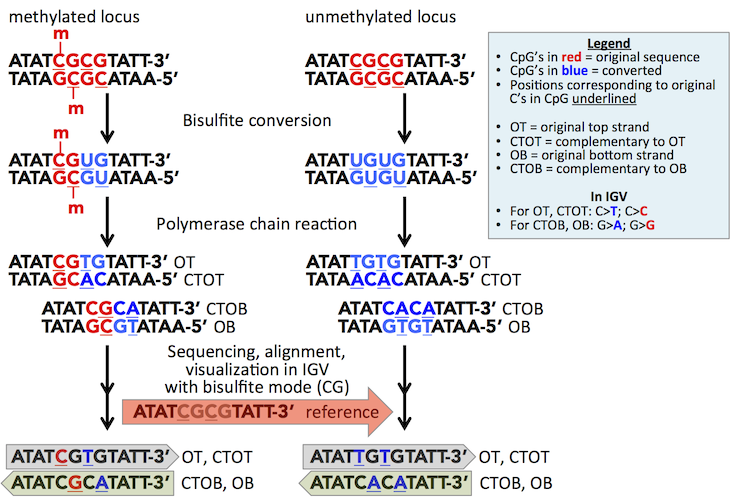 methylated locus
unmethylated locus
m
ATATCGCGTATT-3′
TATAGCGCATAA-5′
m
ATATCGCGTATT-3′
TATAGCGCATAA-5′
Legend
• CpG's in red = original sequence
• CpG's in blue = converted
• Positions corresponding to original
C's in CpG underlined
• OT = original top strand
• CTOT = complementary to OT
• OB = original bottom strand
• CTOB = complementary to OB
In IGV
• For OT, CTOT: C>T; C>C
• For CTOB, OB: G>A; G>G
Bisulfite conversion
m
ATATCGUGTATT-3′
TATAGCGUATAA-5′
m
ATATUGUGTATT-3′
TATAGUGUATAA-5′
Polymerase chain reaction
ATATCGTGTATT-3′ OT
TATAGCACATAA-5′ CTOT
ATATCGCATATT-3′ CTOB
TATAGCGTATAA-5′ OB
ATATTGTGTATT-3′ OT
TATAACACATAA-5′ CTOT
ATATCACATATT-3′ CTOB
TATAGTGTATAA-5′ OB
Sequencing, alignment,
visualization in IGV
with bisulfite mode (CG)
ATATCGCGTATT-3′ reference
ATATCGTGTATT-3′ OT, CTOT
ATATCGCATATT-3′ CTOB, OB
ATATTGTGTATT-3′ OT, CTOT
ATATCACATATT-3′ CTOB, OB